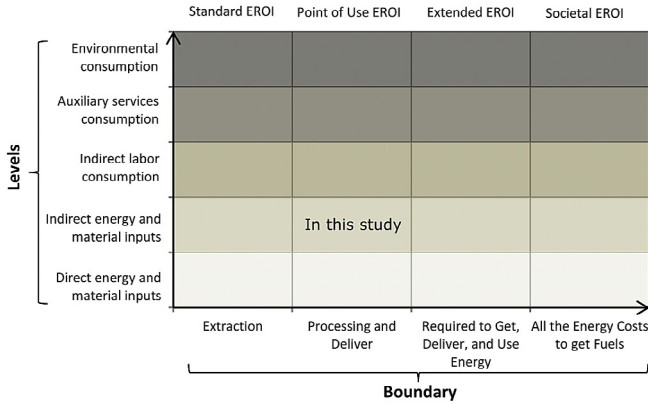 Standard EROI
Point of Use EROI
Extended EROI
Societal EROI
Levels
Environmental
consumption
Auxiliary services
consumption
Indirect labor
consumption
Indirect energy and
material inputs
In this study
Direct energy and
material inputs
Extraction
Processing and
Deliver
Required to Get,
Deliver, and Use
Energy
All the Energy Costs
to get Fuels
Boundary